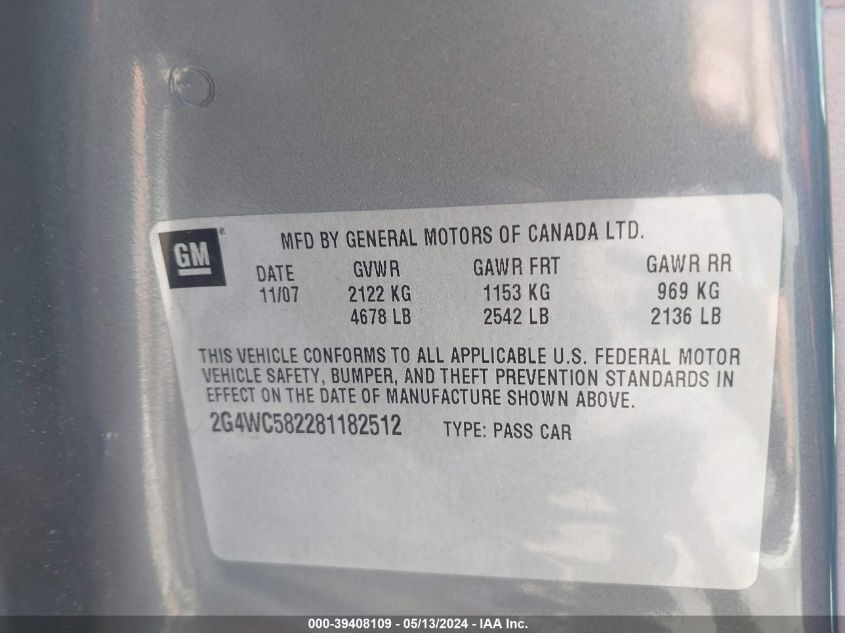 GM®
MFD BY GENERAL MOTORS OF CANADA LTD.
DATE GVWR GAWR FRT GAWR RR
11/07 2122 KG 1153 KG 969 KG
4678 LB 2542 LB 2136 LB
THIS VEHICLE CONFORMS TO ALL APPLICABLE U.S. FEDERAL MOTOR
VEHICLE SAFETY, BUMPER, AND THEFT PREVENTION STANDARDS IN
EFFECT ON THE DATE OF MANUFACTURE SHOWN ABOVE.
2G4WC582281182512 TYPE: PASS CAR
000-39408109 - 05/13/2024 - IAA Inc.